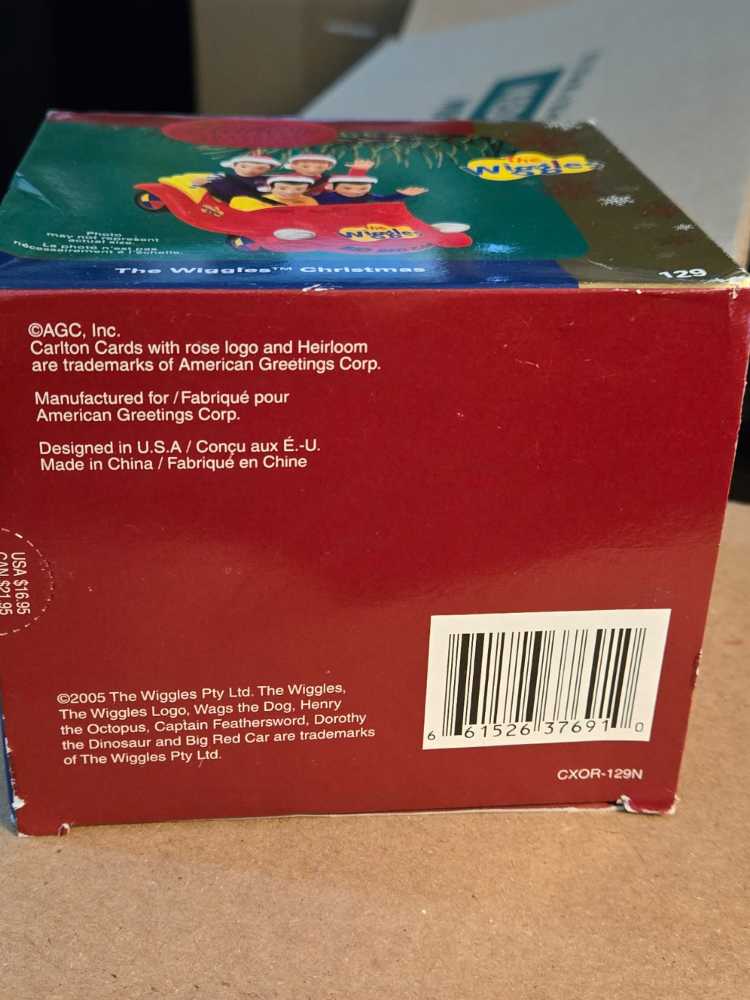 the
Wiggles
the
Wiggles
Photo
may not represent
actual size
La photo n'est pas
nécessairement à l'échelle.
The Wiggles™ Christmas
129
©AGC, Inc.
Carlton Cards with rose logo and Heirloom
are trademarks of American Greetings Corp.
Manufactured for / Fabriqué pour
American Greetings Corp.
Designed in U.S.A / Conçu aux É.-U.
Made in China / Fabriqué en Chine
USA $16.95
CAN $21.95
©2005 The Wiggles Pty Ltd. The Wiggles,
The Wiggles Logo, Wags the Dog, Henry
the Octopus, Captain Feathersword, Dorothy
the Dinosaur and Big Red Car are trademarks
of The Wiggles Pty Ltd.
6 61526 37691 0
CXOR-129N